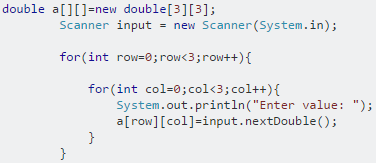 double a[][]=new double[3][3];
Scanner input = new Scanner(System.in);
for(int row=0;row<3;row++){
for(int col=0;col<3;col++){
System.out.println("Enter value: ");
a[row][col]=input.nextDouble();
}
}